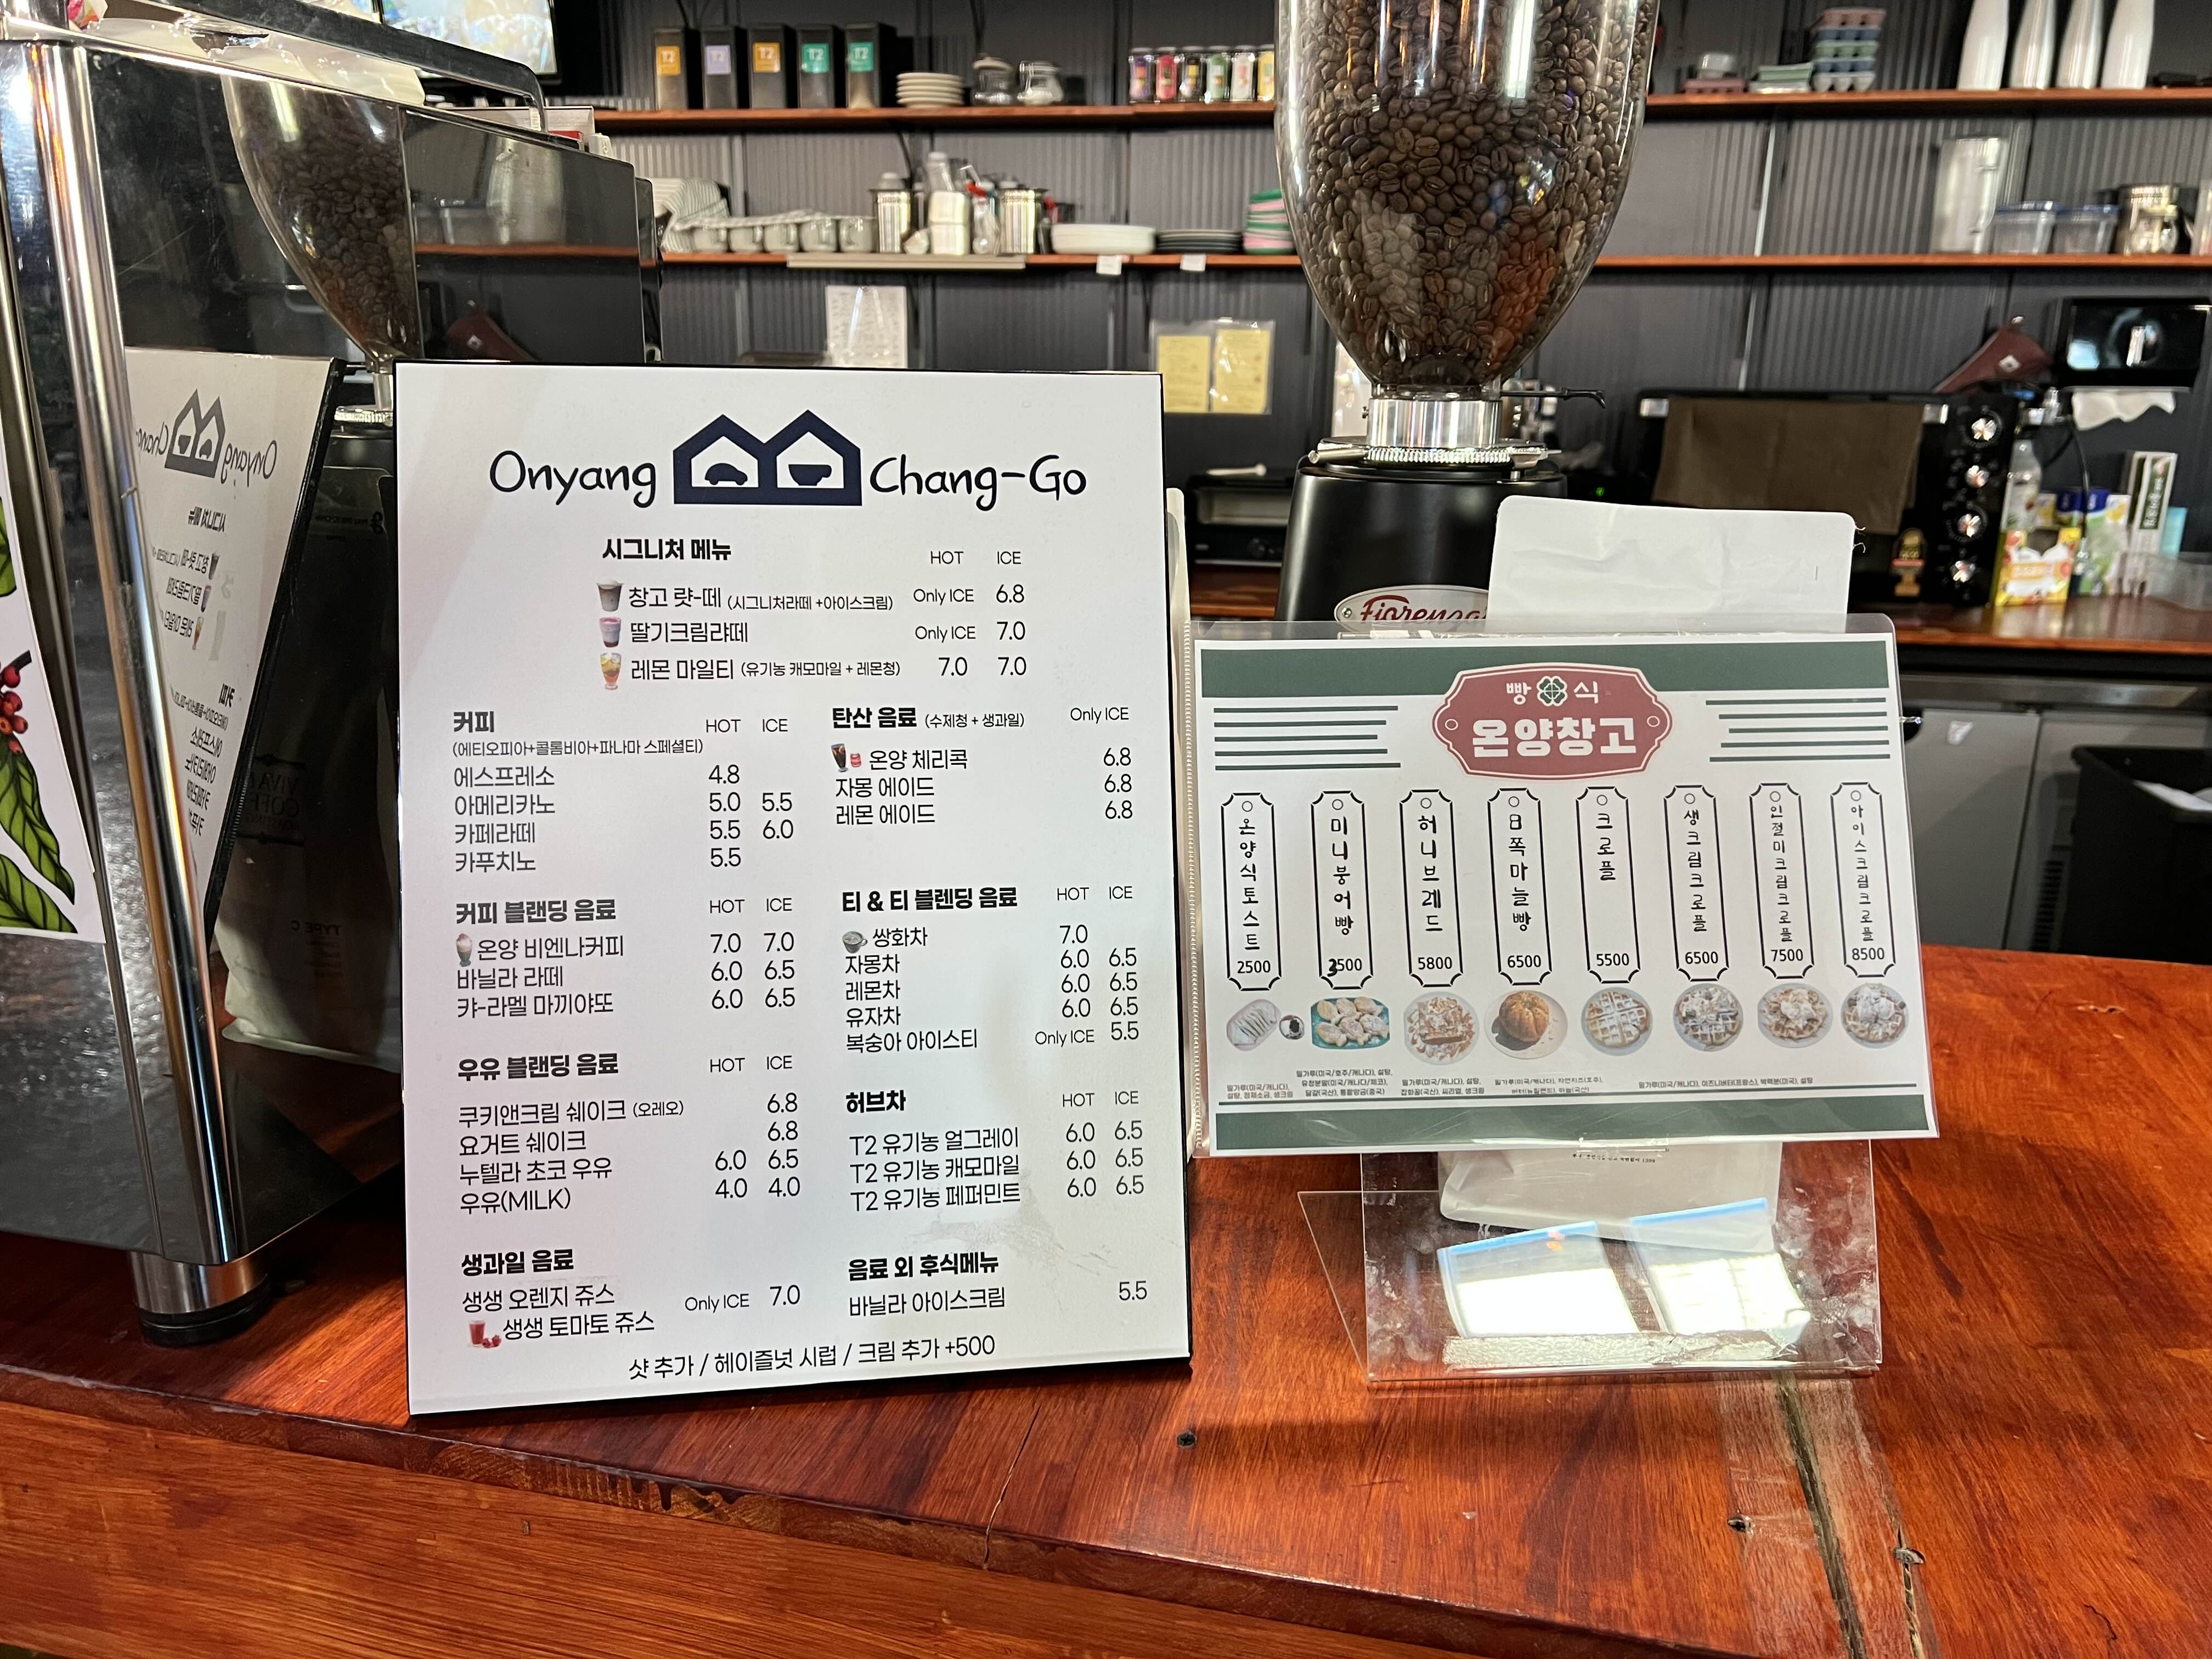 T2
T2
T2
T2
Onyang Chang-Go
시그니처 메뉴 HOT ICE
창고 럇-떼 (시그니처라떼 +아이스크림) Only ICE 6.8
딸기크림랴떼 Only ICE 7.0
레몬 마일티 (유기농 캐모마일 + 레몬청) 7.0 7.0
커피 HOT ICE
(에티오피아+콜롬비아+파나마 스페셜티)
에스프레소 4.8
아메리카노 5.0 5.5
카페라떼 5.5 6.0
카푸치노 5.5
커피 블랜딩 음료 HOT ICE
온양 비엔나커피 7.0 7.0
바닐라 라떼 6.0 6.5
캬-라멜 마끼야또 6.0 6.5
우유 블랜딩 음료 HOT ICE
쿠키앤크림 쉐이크 (오레오) 6.8
요거트 쉐이크 6.8
누텔라 초코 우유 6.0 6.5
우유(MILK) 4.0 4.0
생과일 음료
생생 오렌지 쥬스 Only ICE 7.0
생생 토마토 쥬스
탄산 음료 (수제청 + 생과일) Only ICE
온양 체리콕 6.8
자몽 에이드 6.8
레몬 에이드 6.8
티 & 티 블렌딩 음료 HOT ICE
쌍화차 7.0
자몽차 6.0 6.5
레몬차 6.0 6.5
유자차 6.0 6.5
복숭아 아이스티 Only ICE 5.5
허브차 HOT ICE
T2 유기농 얼그레이 6.0 6.5
T2 유기농 캐모마일 6.0 6.5
T2 유기농 페퍼민트 6.0 6.5
음료 외 후식메뉴
바닐라 아이스크림 5.5
샷 추가 / 헤이즐넛 시럽 / 크림 추가 +500
빵 식
온양창고
온양식토스트 2500
미니붕어빵 3500
허니브레드 5800
8쪽마늘빵 6500
크로플 5500
생크림크로플 6500
인절미크림크로플 7500
아이스크림크로플 8500